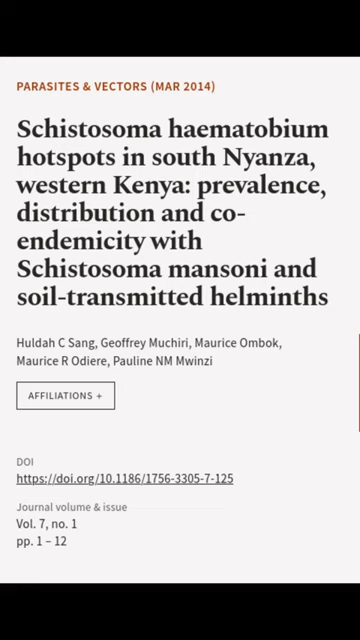 PARASITES & VECTORS (MAR 2014)
Schistosoma haematobium
hotspots in south Nyanza,
western Kenya: prevalence,
distribution and co-
endemicity with
Schistosoma mansoni and
soil-transmitted helminths
Huldah C Sang, Geoffrey Muchiri, Maurice Ombok,
Maurice R Odiere, Pauline NM Mwinzi
AFFILIATIONS +
DOI
https://doi.org/10.1186/1756-3305-7-125
Journal volume & issue
Vol. 7, no. 1
pp. 1 – 12